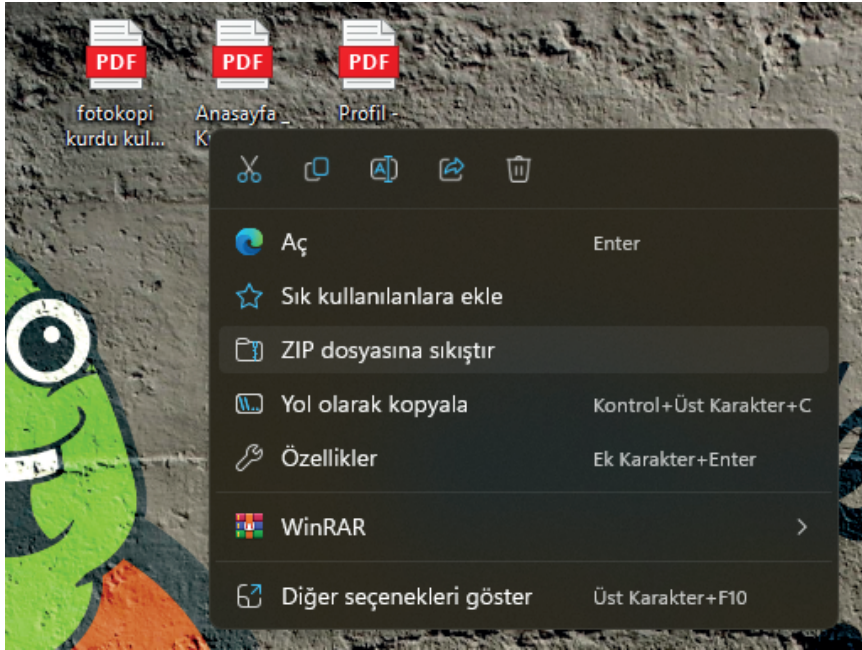 PDF PDF PDF
fotokopi Anasayfa _ Profil -
kurdu kul...
Aç Enter
Sık kullanılanlara ekle
ZIP dosyasına sıkıştır
Yol olarak kopyala Kontrol+Üst Karakter+C
Özellikler Ek Karakter+Enter
WinRAR
Diğer seçenekleri göster Üst Karakter+F10